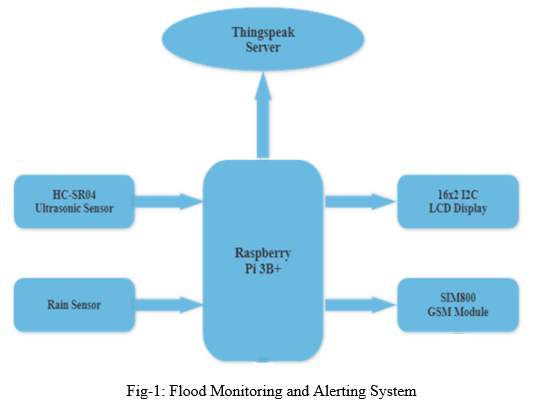 Thingspeak
Server
HC-SR04
Ultrasonic Sensor
16x2 I2C
LCD Display
Raspberry
Pi 3B+
Rain Sensor
SIM800
GSM Module
Fig-1: Flood Monitoring and Alerting System